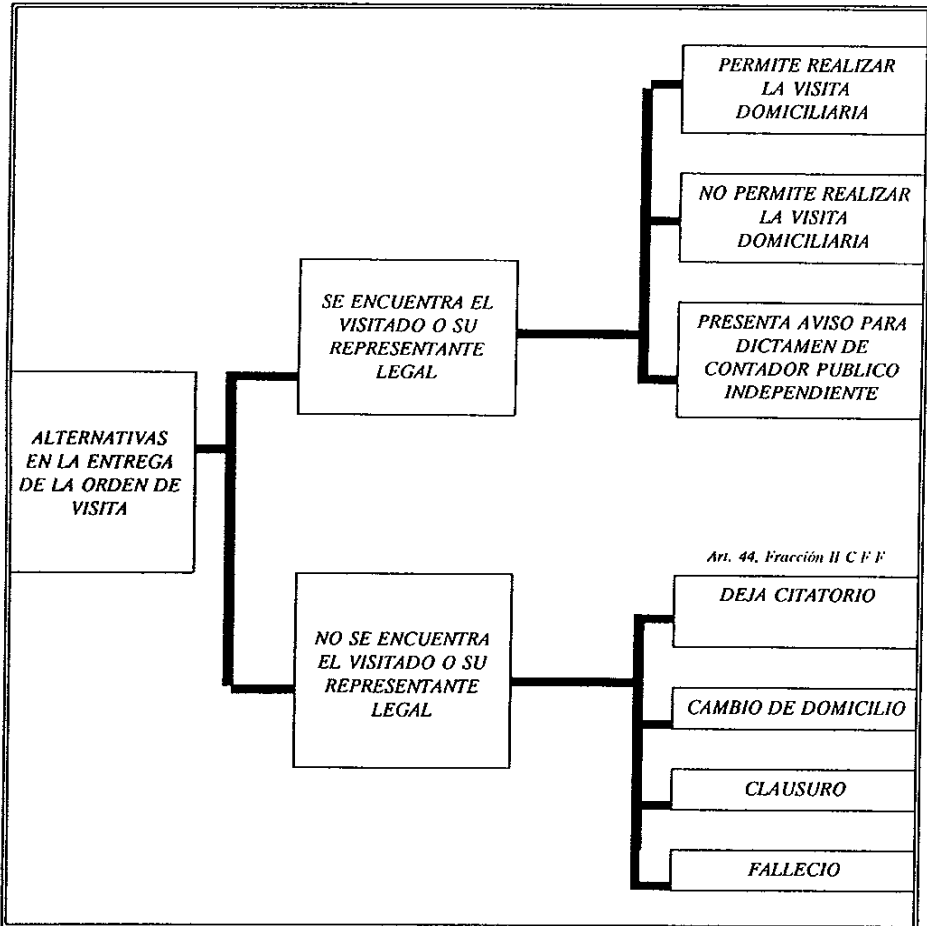 ALTERNATIVAS
EN LA ENTREGA
DE LA ORDEN DE
VISITA
SE ENCUENTRA EL
VISITADO O SU
REPRESENTANTE
LEGAL
PERMITE REALIZAR
LA VISITA
DOMICILIARIA
NO PERMITE REALIZAR
LA VISITA
DOMICILIARIA
PRESENTA AVISO PARA
DICTAMEN DE
CONTADOR PUBLICO
INDEPENDIENTE
NO SE ENCUENTRA
EL VISITADO O SU
REPRESENTANTE
LEGAL
Art. 44, Fracción II C F F
DEJA CITATORIO
CAMBIO DE DOMICILIO
CLAUSURO
FALLECIO